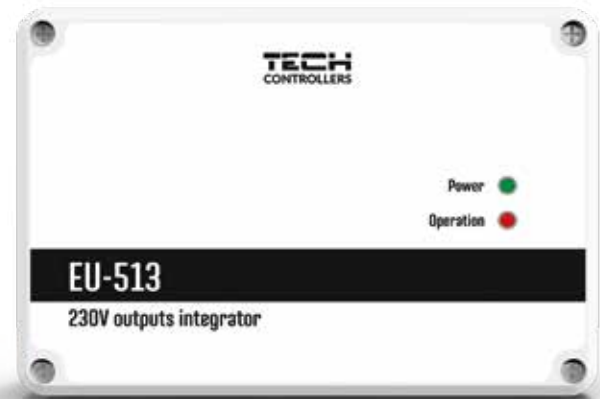 TECH
CONTROLLERS
Power
Operation
EU-513
230V outputs integrator